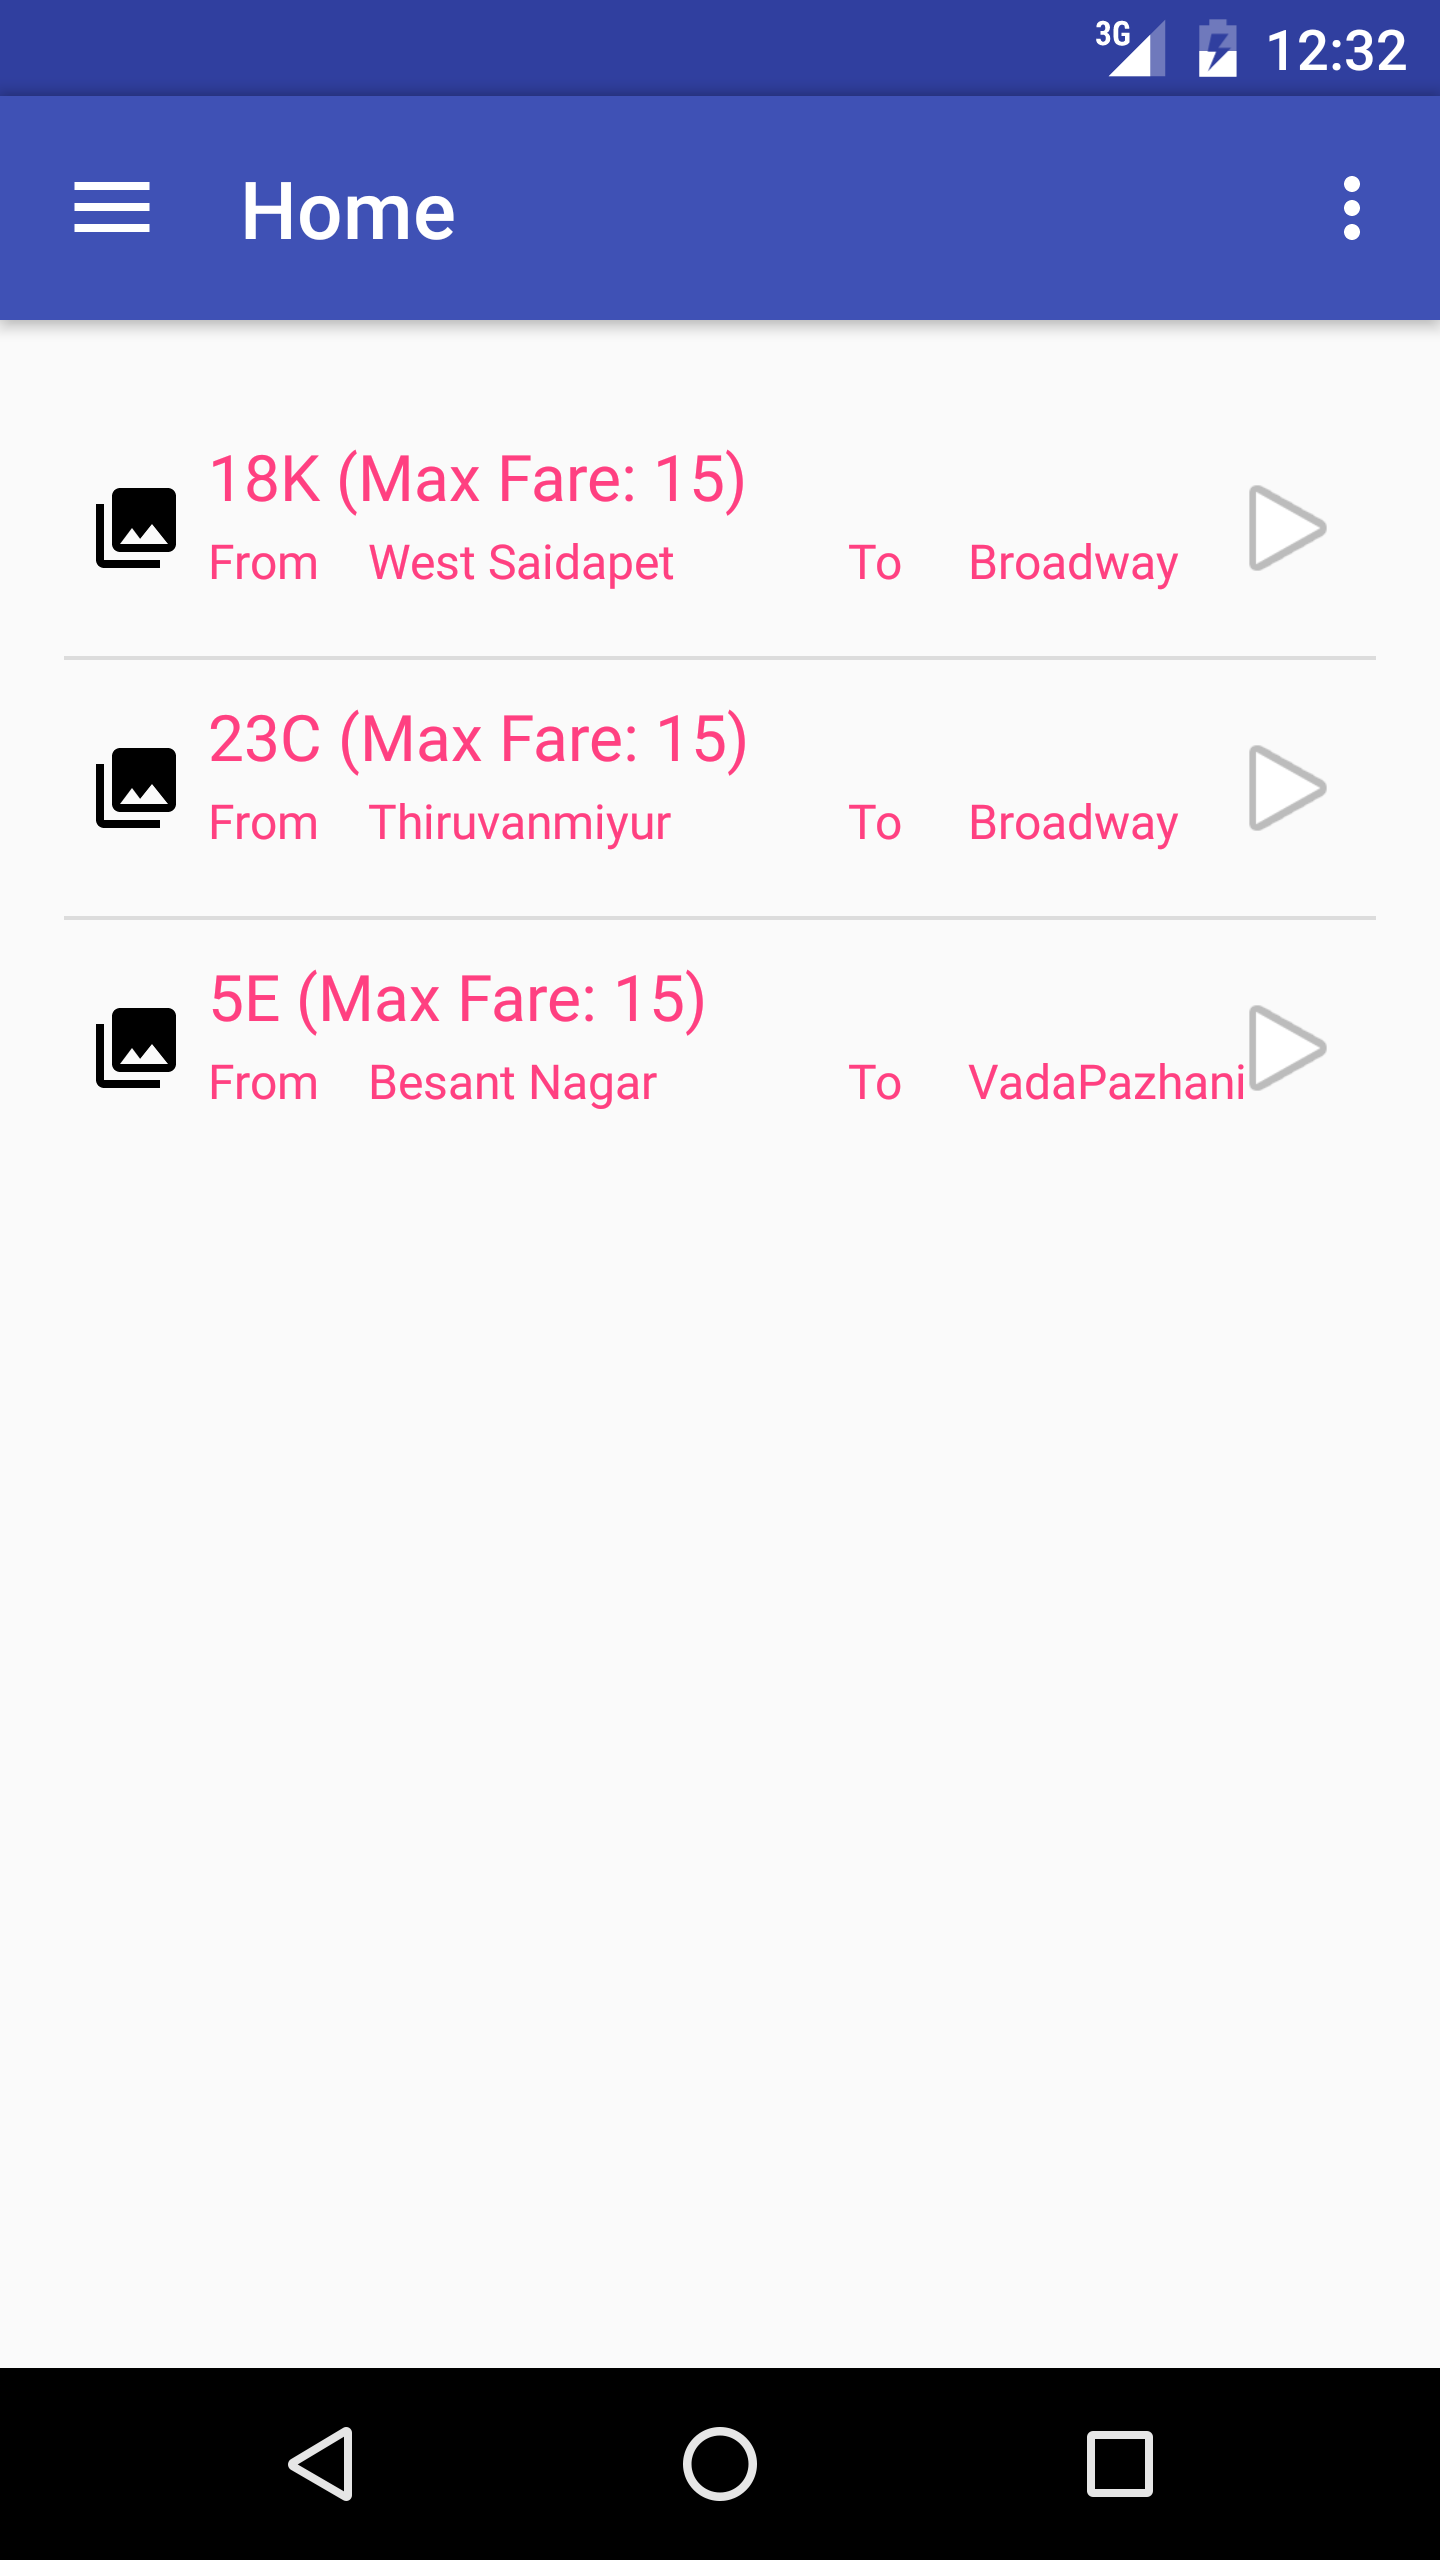 3G 12:32
Home
18K (Max Fare: 15)
From West Saidapet To Broadway
23C (Max Fare: 15)
From Thiruvanmiyur To Broadway
5E (Max Fare: 15)
From Besant Nagar To VadaPazhani